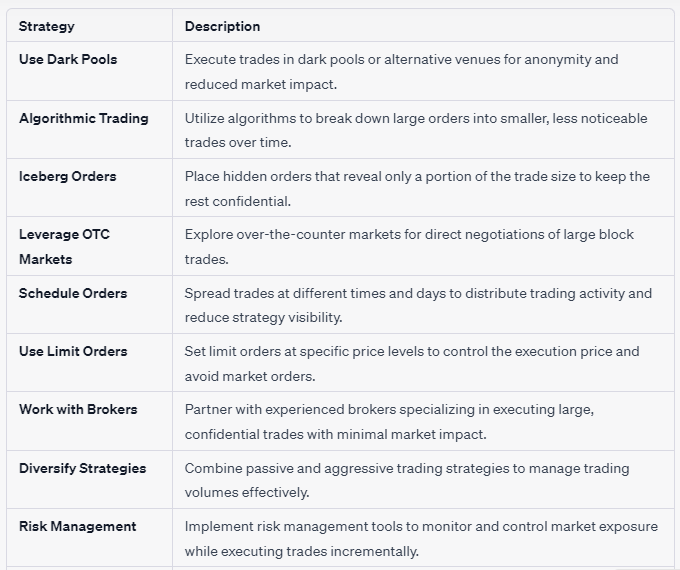 Strategy Description
Use Dark Pools Execute trades in dark pools or alternative venues for anonymity and
reduced market impact.
Algorithmic Trading Utilize algorithms to break down large orders into smaller, less noticeable
trades over time.
Iceberg Orders Place hidden orders that reveal only a portion of the trade size to keep the
rest confidential.
Leverage OTC Explore over-the-counter markets for direct negotiations of large block
Markets trades.
Schedule Orders Spread trades at different times and days to distribute trading activity and
reduce strategy visibility.
Use Limit Orders Set limit orders at specific price levels to control the execution price and
avoid market orders.
Work with Brokers Partner with experienced brokers specializing in executing large,
confidential trades with minimal market impact.
Diversify Strategies Combine passive and aggressive trading strategies to manage trading
volumes effectively.
Risk Management Implement risk management tools to monitor and control market exposure
while executing trades incrementally.